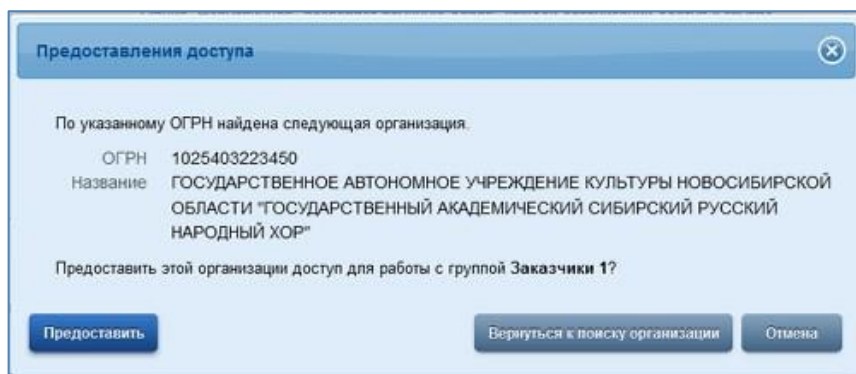 Предоставления доступа
По указанному ОГРН найдена следующая организация.
ОГРН 1025403223450
Название ГОСУДАРСТВЕННОЕ АВТОНОМНОЕ УЧРЕЖДЕНИЕ КУЛЬТУРЫ НОВОСИБИРСКОЙ
ОБЛАСТИ "ГОСУДАРСТВЕННЫЙ АКАДЕМИЧЕСКИЙ СИБИРСКИЙ РУССКИЙ
НАРОДНЫЙ ХОР"
Предоставить этой организации доступ для работы с группой Заказчики 1?
Предоставить Вернуться к поиску организации Отмена